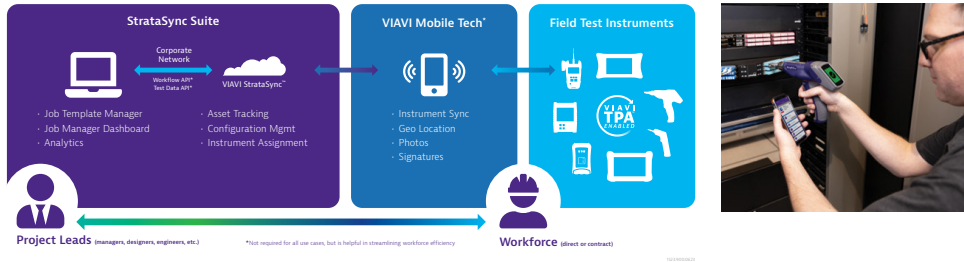 StrataSync Suite
VIAVI Mobile Tech*
Field Test Instruments
Corporate
Network
Workflow API*
Test Data API*
VIAVI StrataSync™
· Job Template Manager
· Job Manager Dashboard
· Analytics
· Asset Tracking
· Configuration Mgmt
· Instrument Assignment
· Instrument Sync
· Geo Location
· Photos
· Signatures
VIAVI
TPA
ENABLED
Project Leads (managers, designers, engineers, etc.)
*Not required for all use cases, but is helpful in streamlining workforce efficiency
Workforce (direct or contract)